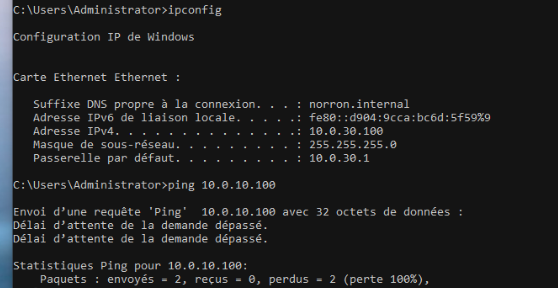 C:\Users\Administrator>ipconfig
Configuration IP de Windows
Carte Ethernet Ethernet :
Suffixe DNS propre à la connexion. . . : norron.internal
Adresse IPv6 de liaison locale. . . . .: fe80::d904:9cca:bc6d:5f59%9
Adresse IPv4. . . . . . . . . . . . . .: 10.0.30.100
Masque de sous-réseau. . . . . . . . . : 255.255.255.0
Passerelle par défaut. . . . . . . . . : 10.0.30.1
C:\Users\Administrator>ping 10.0.10.100
Envoi d’une requête 'Ping'  10.0.10.100 avec 32 octets de données :
Délai d’attente de la demande dépassé.
Délai d’attente de la demande dépassé.
Statistiques Ping pour 10.0.10.100:
Paquets : envoyés = 2, reçus = 0, perdus = 2 (perte 100%),